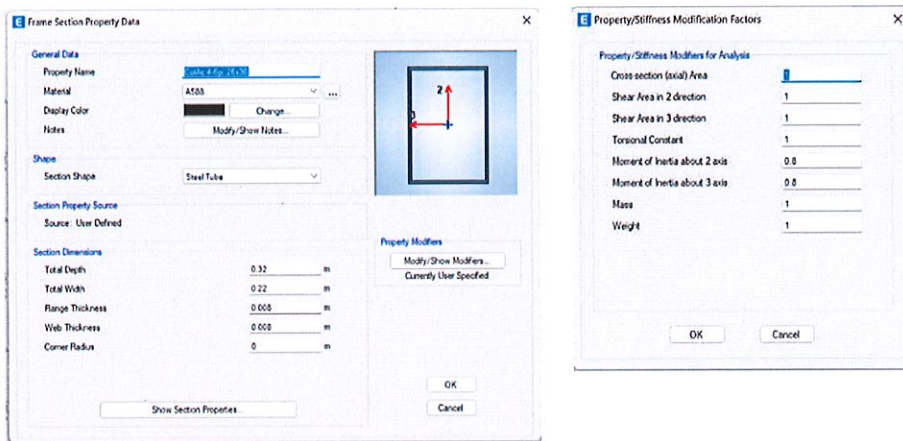 E Frame Section Property Data
General Data
Property Name
Material A588
Display Color Change...
Notes Modify/Show Notes...
Shape
Section Shape Steel Tube
Section Property Source
Source: User Defined
Section Dimensions
Total Depth 0.32 m
Total Width 0.22 m
Flange Thickness 0.008 m
Web Thickness 0.008 m
Corner Radius 0 m
Show Section Properties...
2
3
Property Modifiers
Modify/Show Modifiers...
Currently User Specified
OK
Cancel
E Property/Stiffness Modification Factors
Property/Stiffness Modifiers for Analysis
Cross-section (axial) Area 1
Shear Area in 2 direction 1
Shear Area in 3 direction 1
Torsional Constant 1
Moment of Inertia about 2 axis 0.8
Moment of Inertia about 3 axis 0.8
Mass 1
Weight 1
OK Cancel